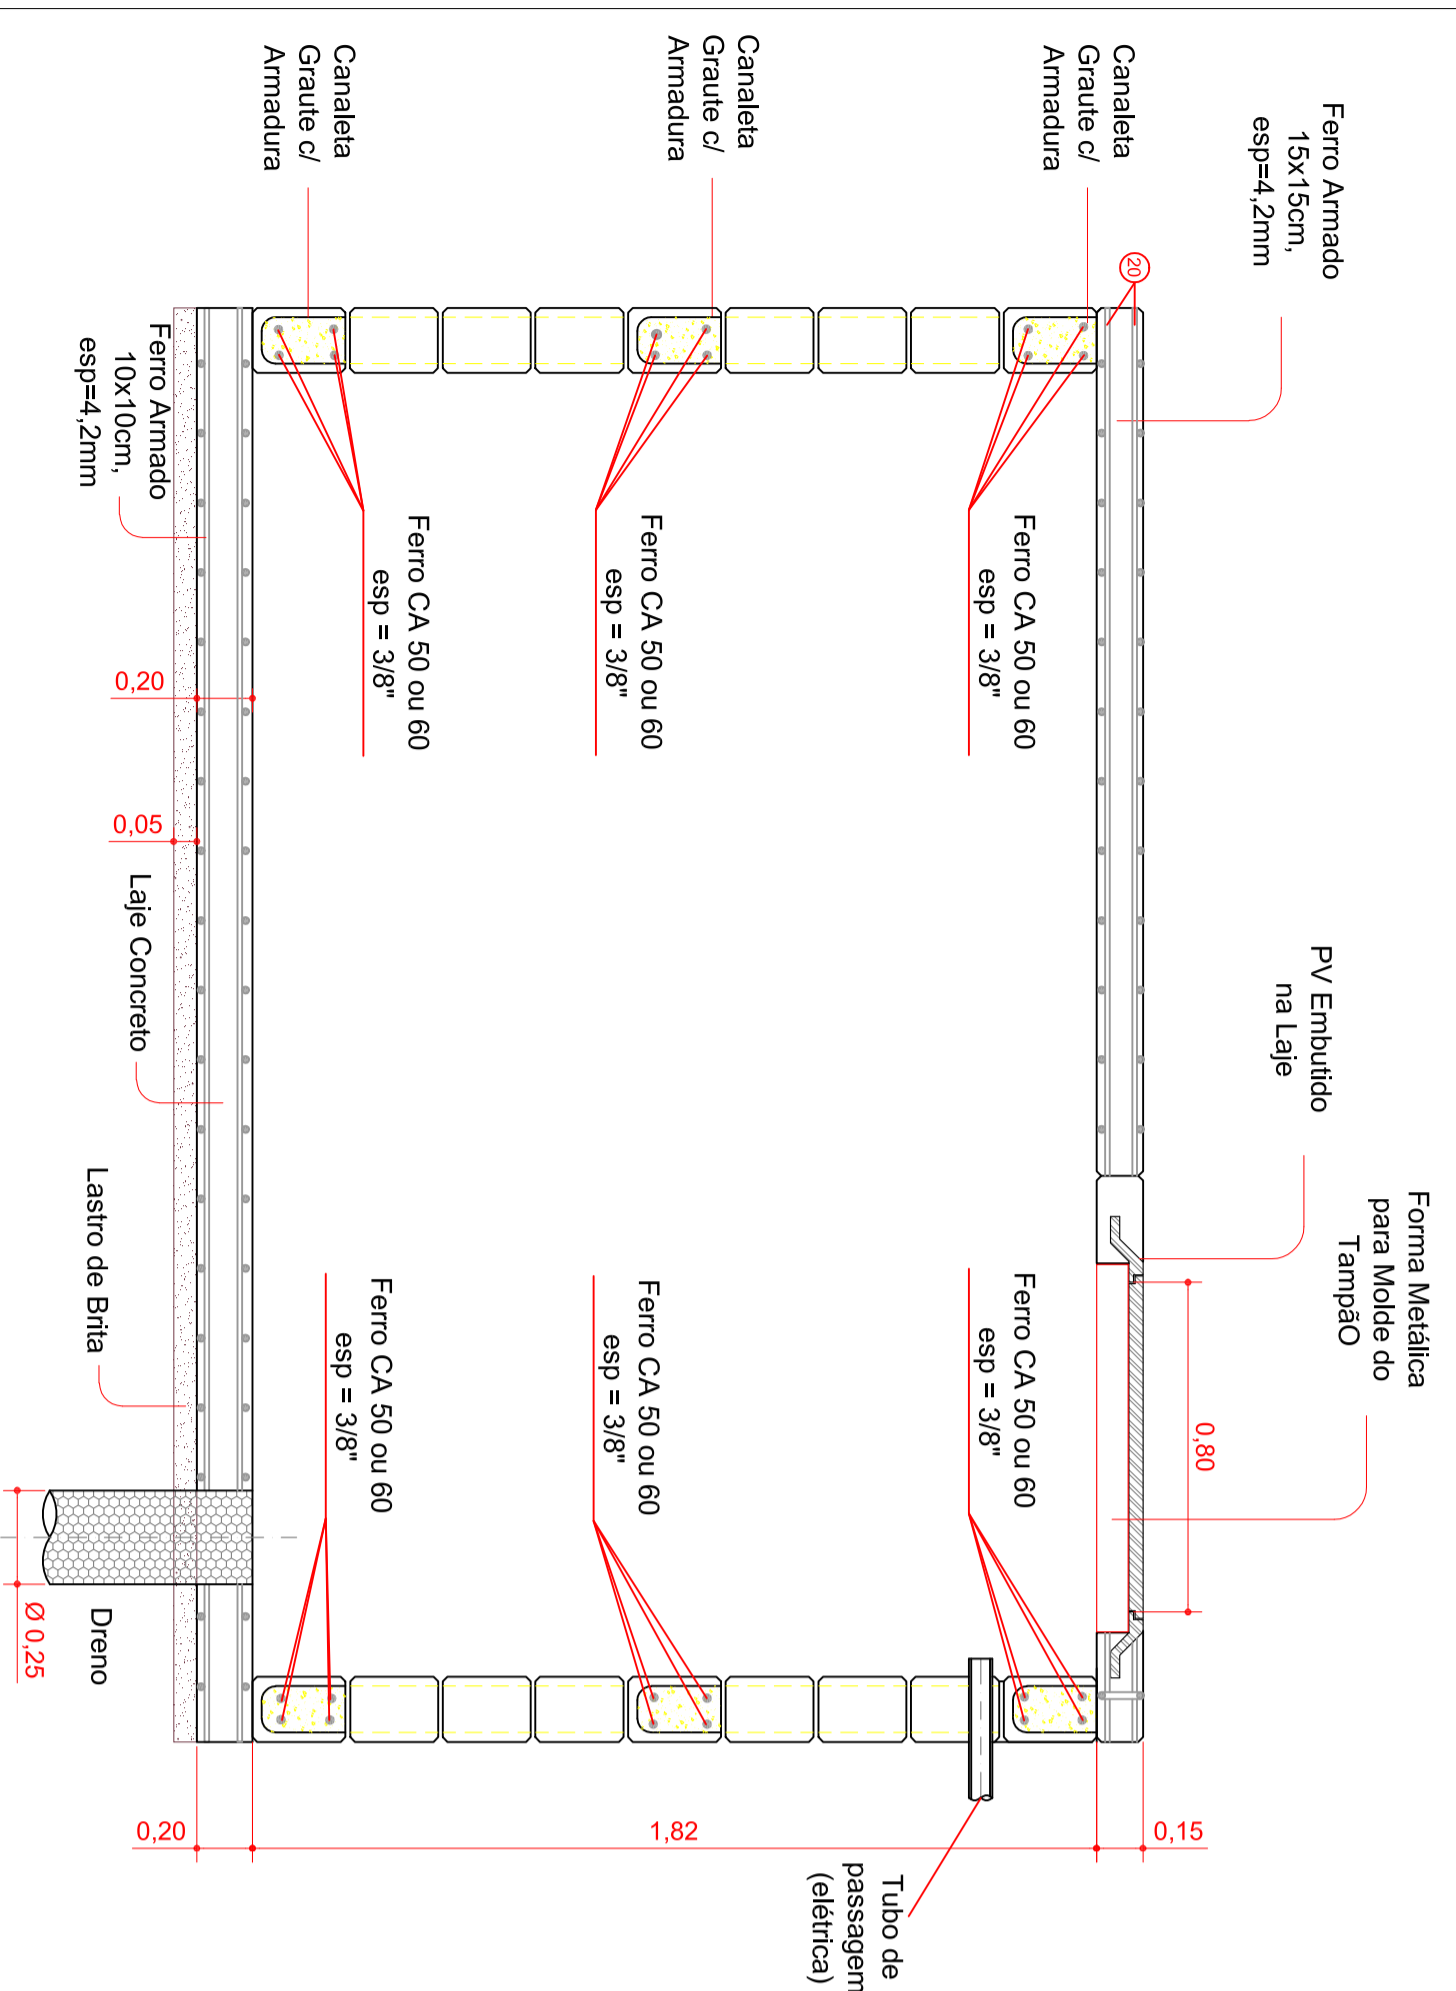 Ferro Armado
15x15cm,
esp=4,2mm
PV Embutido
na Laje
Forma Metálica
para Molde do
TampãO
Canaleta
Graute c/
Armadura
20
0,80
0,15
Ferro CA 50 ou 60
esp = 3/8"
Ferro CA 50 ou 60
esp = 3/8"
Tubo de
passagem
(elétrica)
Canaleta
Graute c/
Armadura
Ferro CA 50 ou 60
esp = 3/8"
Ferro CA 50 ou 60
esp = 3/8"
1,82
Canaleta
Graute c/
Armadura
Ferro CA 50 ou 60
esp = 3/8"
Ferro CA 50 ou 60
esp = 3/8"
Ferro Armado
10x10cm,
esp=4,2mm
0,20
0,05
Laje Concreto
Lastro de Brita
Dreno
Ø 0,25
0,20